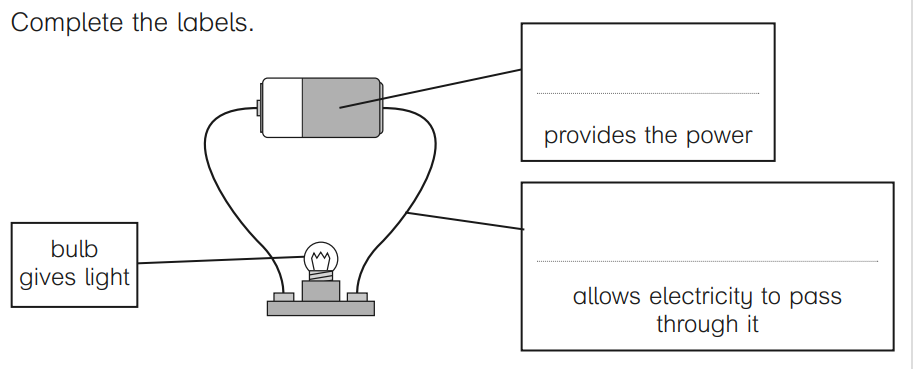 Complete the labels.
provides the power
bulb
gives light
allows electricity to pass
through it